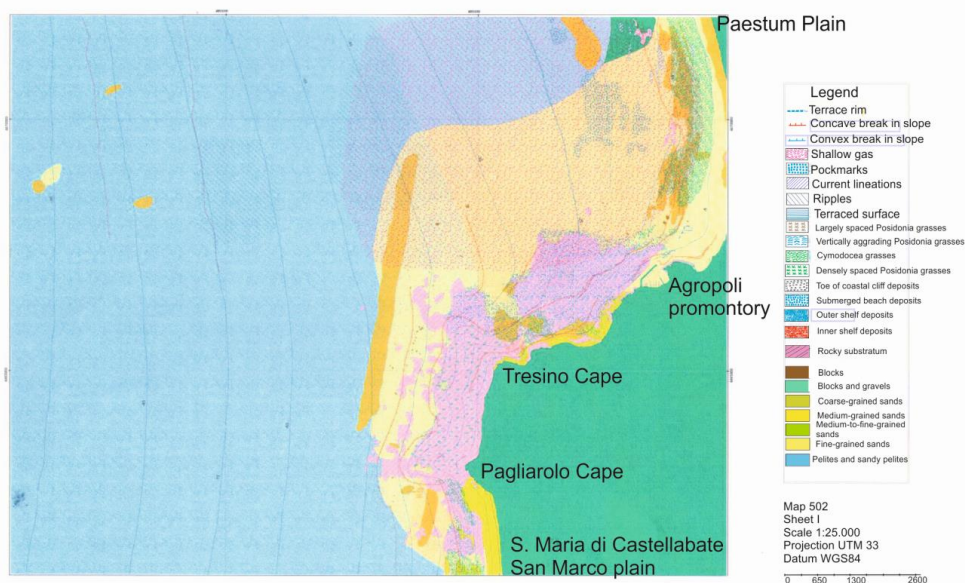 Paestum Plain
Agropoli
promontory
Tresino Cape
Pagliarolo Cape
S. Maria di Castellabate
San Marco plain
Legend
Terrace rim
Concave break in slope
Convex break in slope
Shallow gas
Pockmarks
Current lineations
Ripples
Terraced surface
Largely spaced Posidonia grasses
Vertically aggrading Posidonia grasses
Cymodocea grasses
Densely spaced Posidonia grasses
Toe of coastal cliff deposits
Submerged beach deposits
Outer shelf deposits
Inner shelf deposits
Rocky substratum
Blocks
Blocks and gravels
Coarse-grained sands
Medium-grained sands
Medium-to-fine-grained
sands
Fine-grained sands
Pelites and sandy pelites
Map 502
Sheet I
Scale 1:25.000
Projection UTM 33
Datum WGS84
0 650 1300 2600